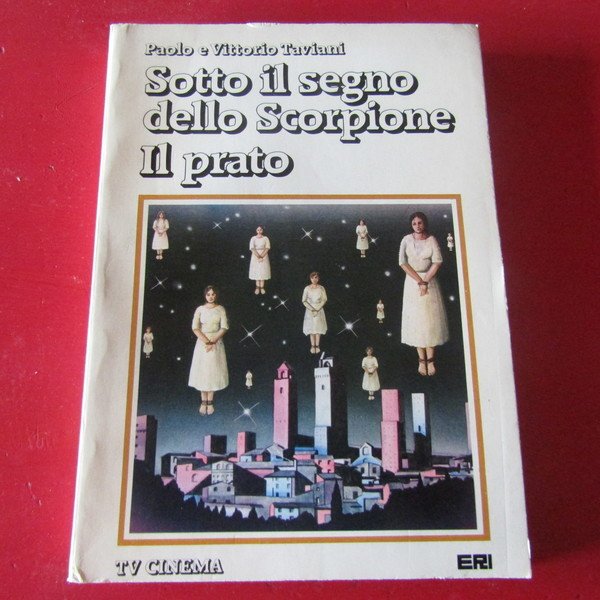 Paolo e Vittorio Taviani
Sotto il segno
dello Scorpione
Il prato
TV CINEMA
ERI